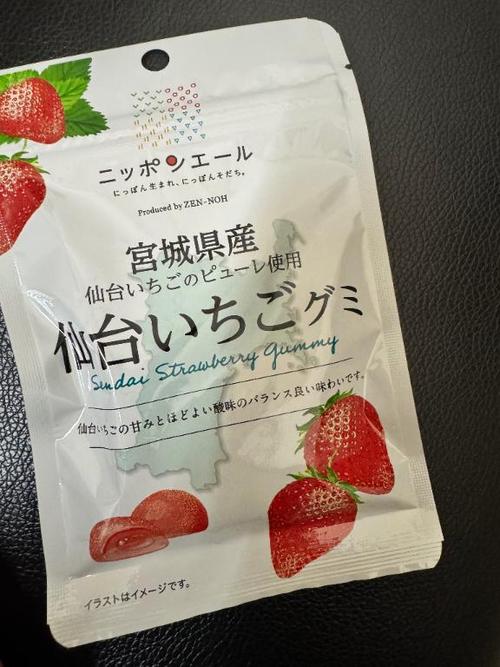 ニッポンエール
にっぽん生まれ、にっぽんそだち。
Produced by ZEN-NOH
宮城県産
仙台いちごのピューレ使用
仙台いちごグミ
Sendai Strawberry Gummy
仙台いちごの甘みとほどよい酸味のバランス良い味わいです。
イラストはイメージです。